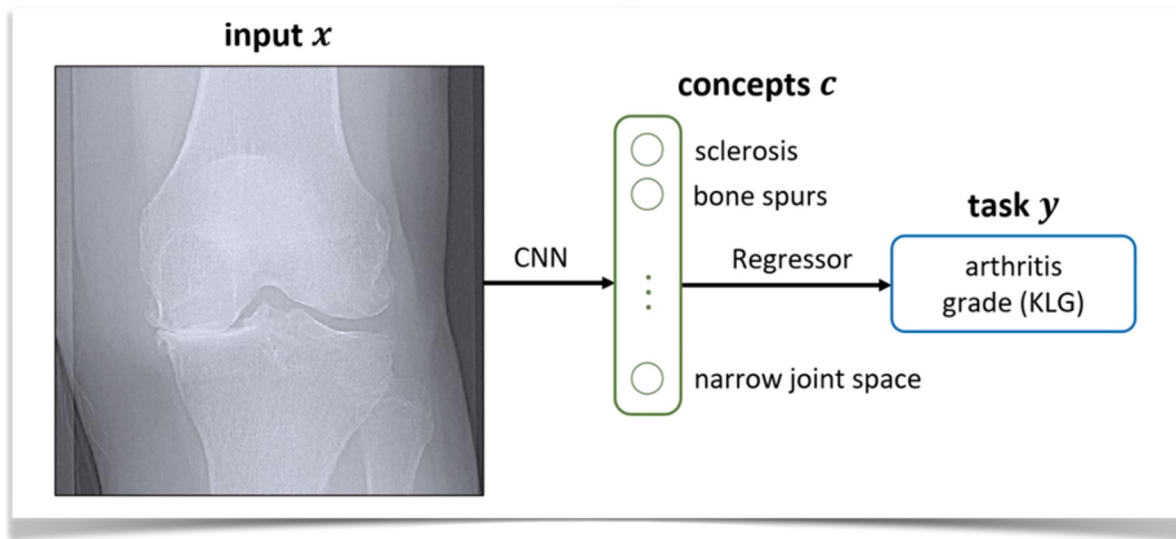 input x
concepts c
sclerosis
bone spurs
task y
CNN
Regressor
arthritis
grade (KLG)
narrow joint space